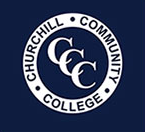 CHURCHILL · COMMUNITY
· COLLEGE ·
CCC